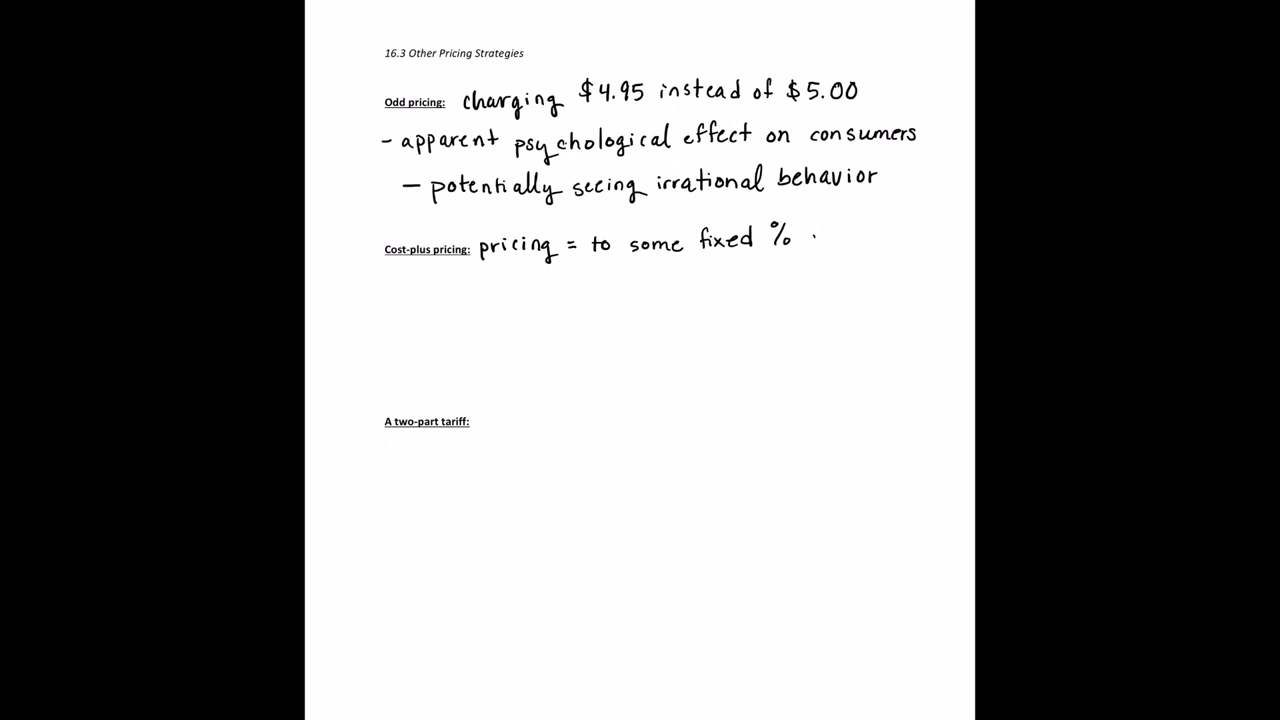 16.3 Other Pricing Strategies
Odd pricing: charging $4.95 instead of $5.00
- apparent psychological effect on consumers
- potentially seeing irrational behavior
Cost-plus pricing: pricing = to some fixed %
A two-part tariff: